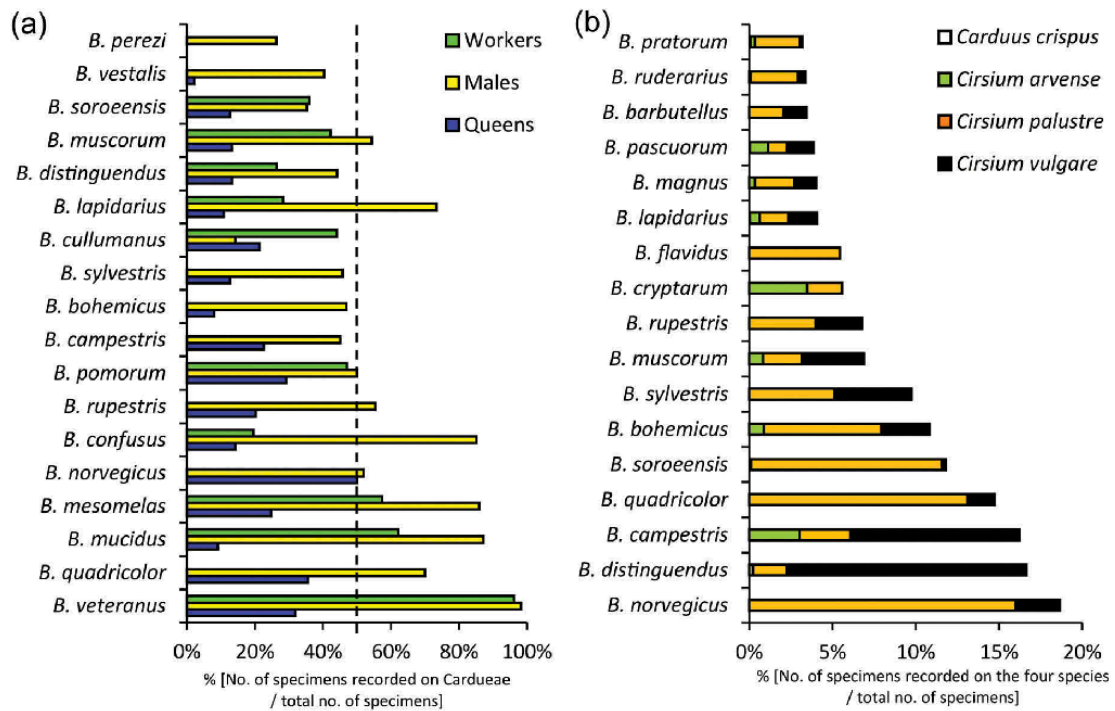 (a)
B. perezi
B. vestalis
B. soroeensis
B. muscorum
B. distinguendus
B. lapidarius
B. cullumanus
B. sylvestris
B. bohemicus
B. campestris
B. pomorum
B. rupestris
B. confusus
B. norvegicus
B. mesomelas
B. mucidus
B. quadricolor
B. veteranus
Workers
Males
Queens
0% 20% 40% 60% 80% 100%
% [No. of specimens recorded on Cardueae
/ total no. of specimens]
(b)
B. pratorum
B. ruderarius
B. barbutellus
B. pascuorum
B. magnus
B. lapidarius
B. flavidus
B. cryptarum
B. rupestris
B. muscorum
B. sylvestris
B. bohemicus
B. soroeensis
B. quadricolor
B. campestris
B. distinguendus
B. norvegicus
Carduus crispus
Cirsium arvense
Cirsium palustre
Cirsium vulgare
0% 5% 10% 15% 20%
% [No. of specimens recorded on the four species
/ total no. of specimens]